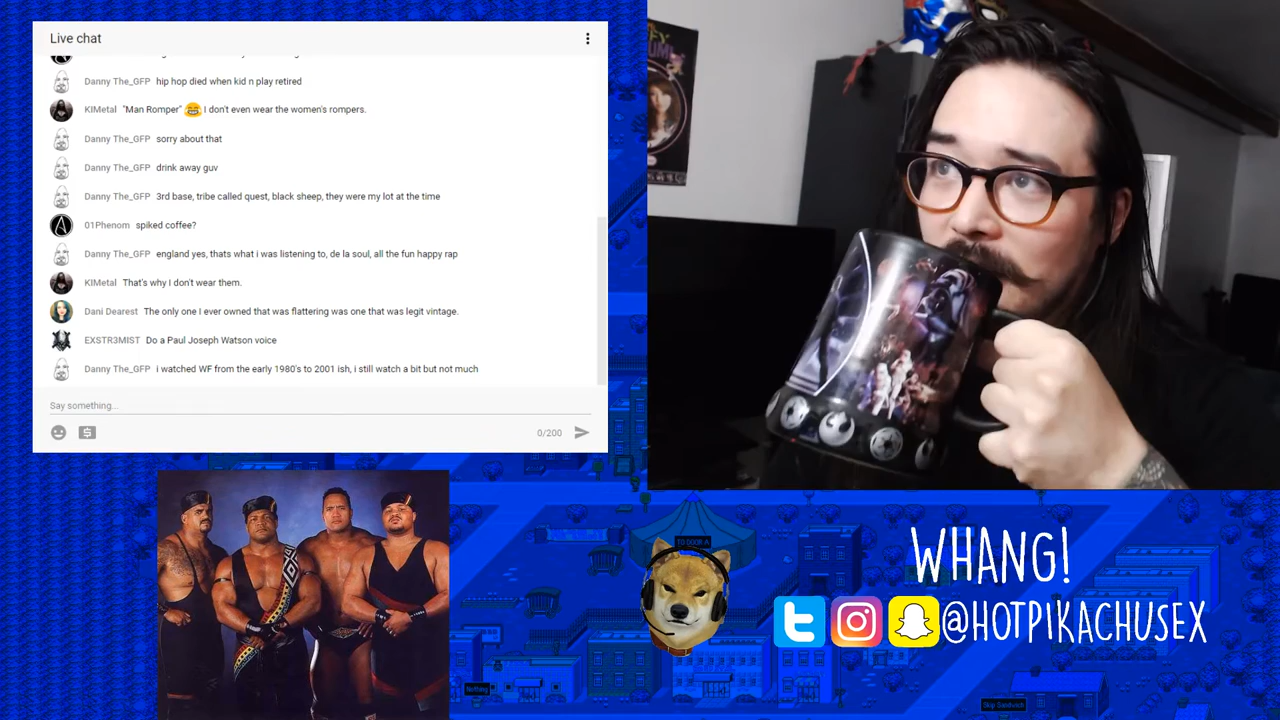 Live chat
Danny The_GFP hip hop died when kid n play retired
KIMetal "Man Romper" 😂 I don't even wear the women's rompers.
Danny The_GFP sorry about that
Danny The_GFP drink away guv
Danny The_GFP 3rd base, tribe called quest, black sheep, they were my lot at the time
01Phenom spiked coffee?
Danny The_GFP england yes, thats what i was listening to, de la soul, all the fun happy rap
KIMetal That's why I don't wear them.
Dani Dearest The only one I ever owned that was flattering was one that was legit vintage.
EXSTR3MIST Do a Paul Joseph Watson voice
Danny The_GFP i watched WF from the early 1980's to 2001 ish, i still watch a bit but not much
Say something...
0/200
WHANG!
@HOTPIKACHUSEX
Nothing
Skip Sandwich